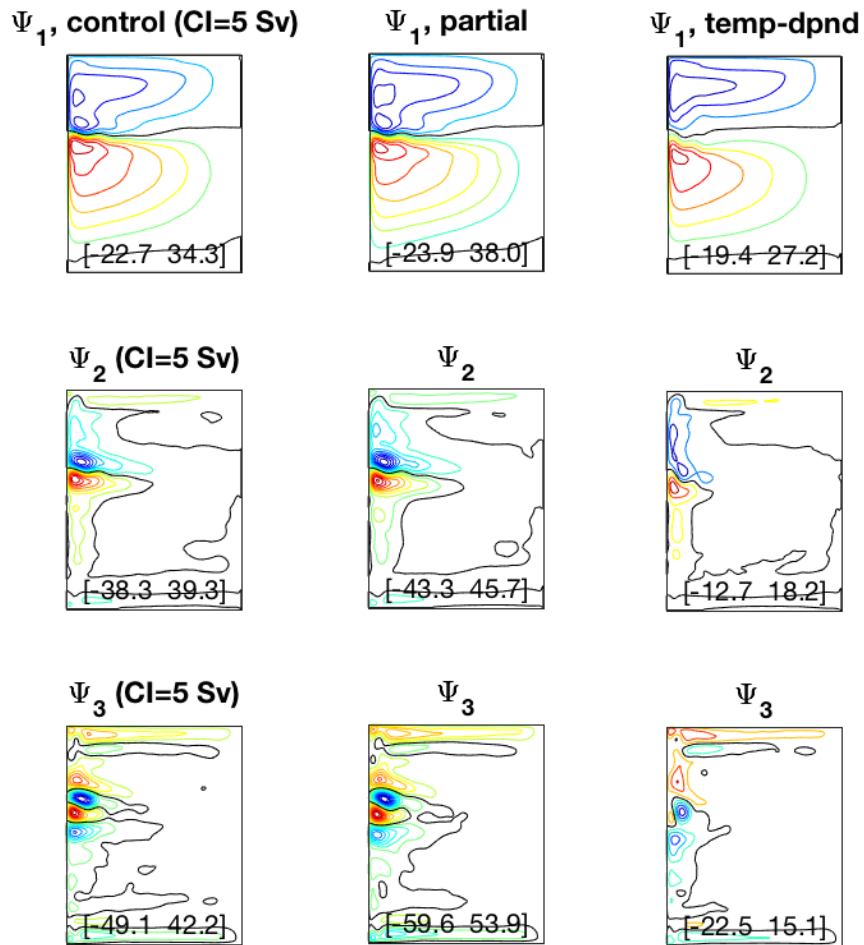 Ψ1, control (CI=5 Sv) Ψ1, partial Ψ1, temp-dpnd
[-22.7 34.3] [-23.9 38.0] [-19.4 27.2]
Ψ2 (CI=5 Sv) Ψ2 Ψ2
[-38.3 39.3] [-43.3 45.7] [-12.7 18.2]
Ψ3 (CI=5 Sv) Ψ3 Ψ3
[-49.1 42.2] [-59.6 53.9] [-22.5 15.1]